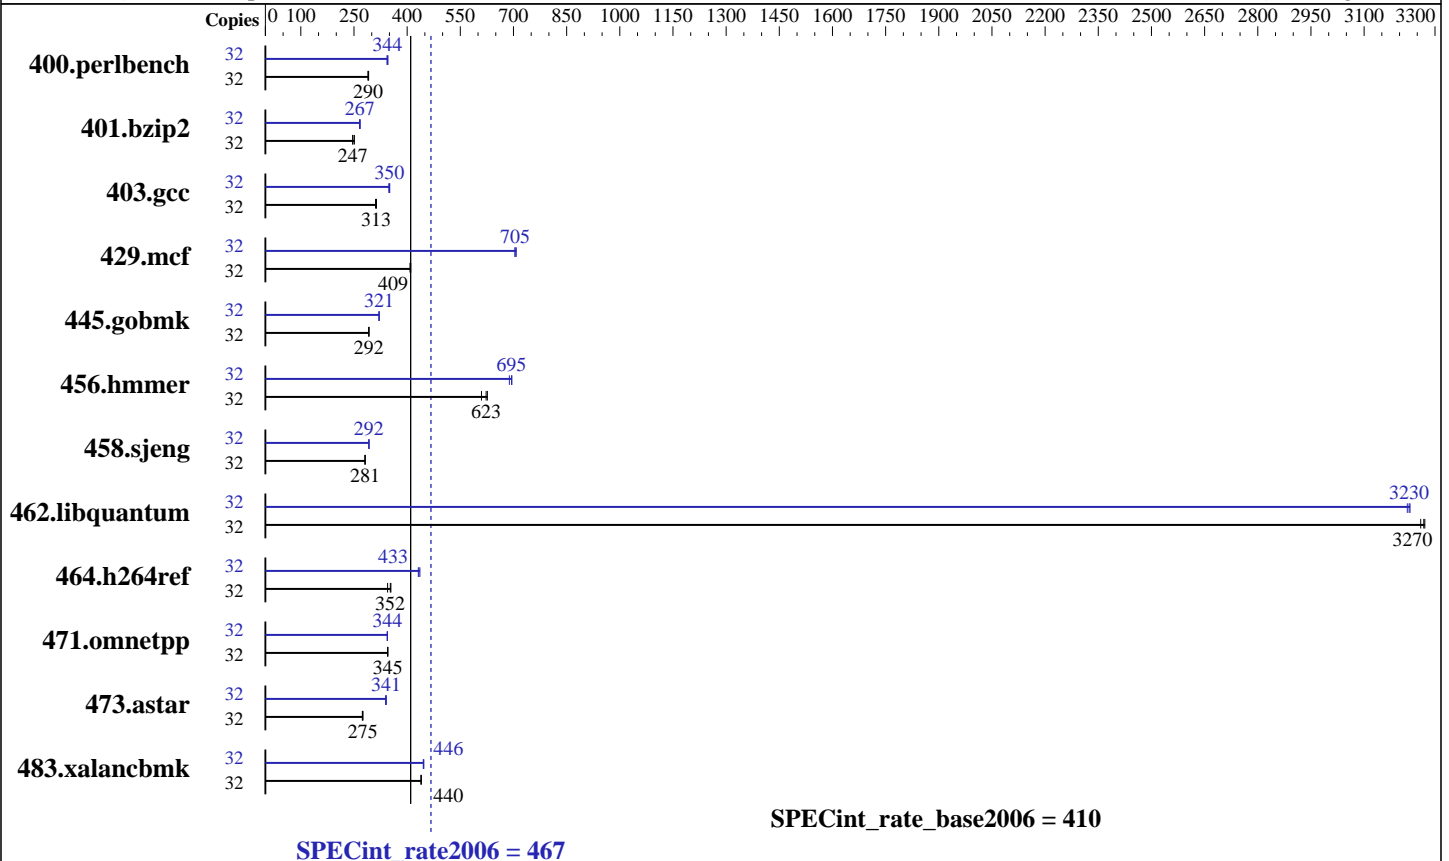 Copies 0 100 250 400 550 700 850 1000 1150 1300 1450 1600 1750 1900 2050 2200 2350 2500 2650 2800 2950 3100 3300
400.perlbench 32 344
32 290
401.bzip2 32 267
32 247
403.gcc 32 350
32 313
429.mcf 32 705
32 409
445.gobmk 32 321
32 292
456.hmmer 32 695
32 623
458.sjeng 32 292
32 281
462.libquantum 32 3230
32 3270
464.h264ref 32 433
32 352
471.omnetpp 32 344
32 345
473.astar 32 341
32 275
483.xalancbmk 32 446
32 440
SPECint_rate_base2006 = 410
SPECint_rate2006 = 467